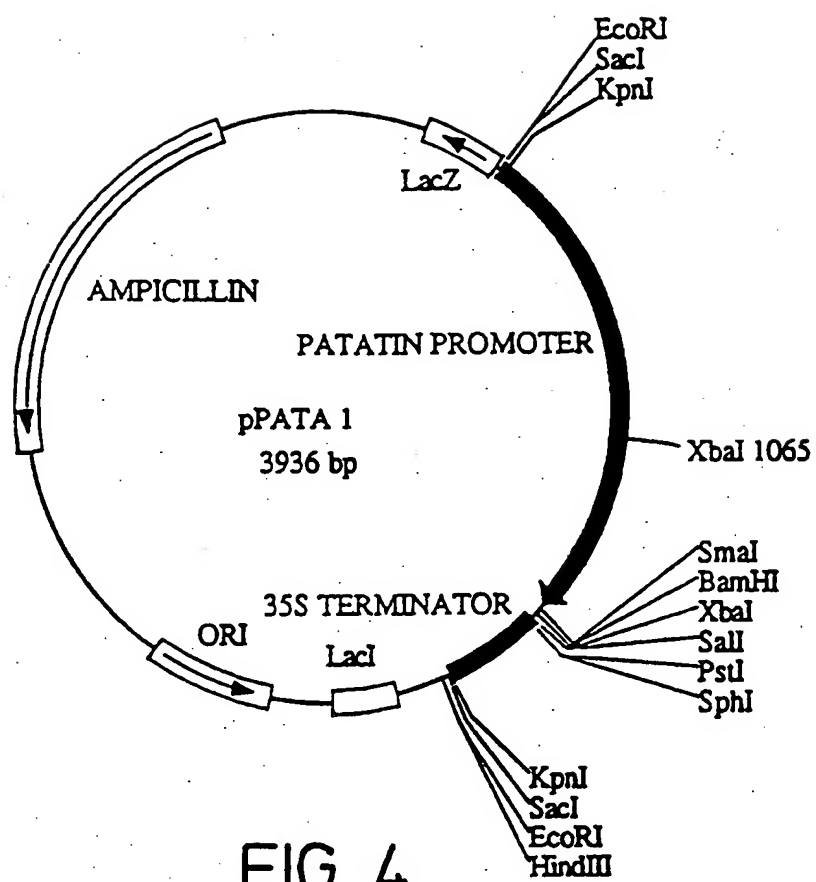 EcoRI
SacI
KpnI
LacZ
AMPICILLIN
PATATIN PROMOTER
pPATA 1
3936 bp
XbaI 1065
SmaI
BamHI
XbaI
SalI
PstI
SphI
35S TERMINATOR
ORI
LacI
KpnI
SacI
EcoRI
HindIII
FIG. 4